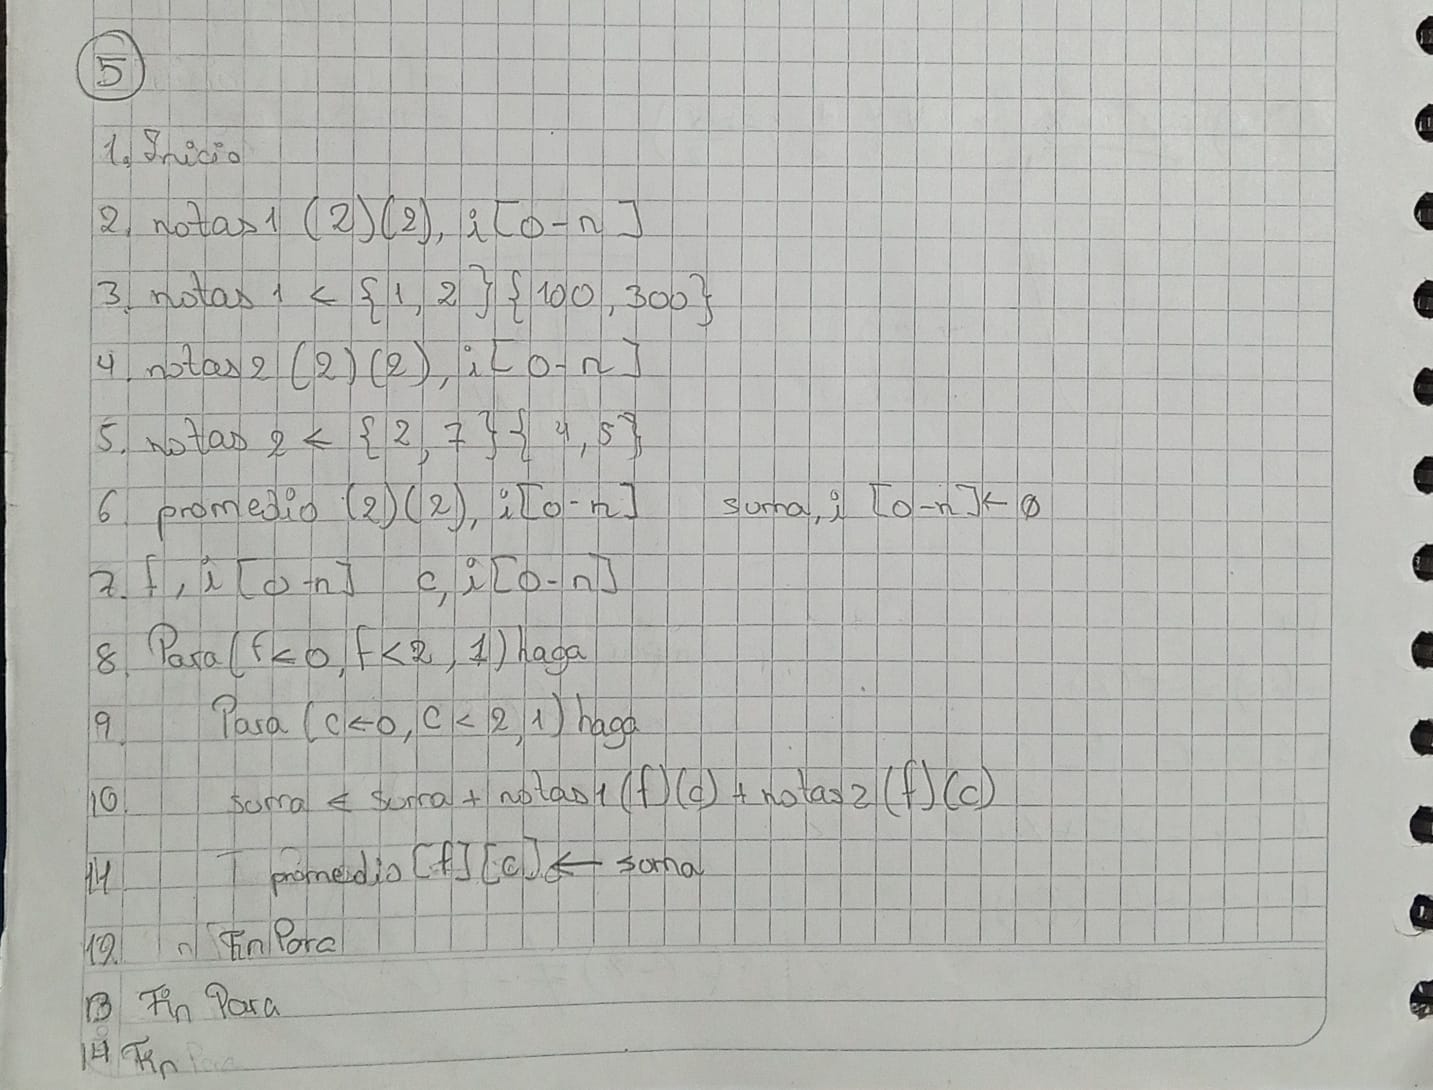 5
1. Inicio
2. notas1 (2)(2), i[0-n]
3. notas1 ← {1, 2}{100, 300}
4. notas2 (2)(2), i[0-n]
5. notas2 ← {2, 7}{4, 5}
6. promedio (2)(2), i[0-n] suma, i [0-n] ← 0
7. f, i[0-n] c, i[0-n]
8. Para (f←0, f<2, 1) haga
9. Para (c←0, c<2, 1) haga
10. suma ← suma + notas1 (f)(c) + notas2 (f)(c)
11 promedio [f][c] ← suma
12. Fin Para
13 Fin Para
14 Fin